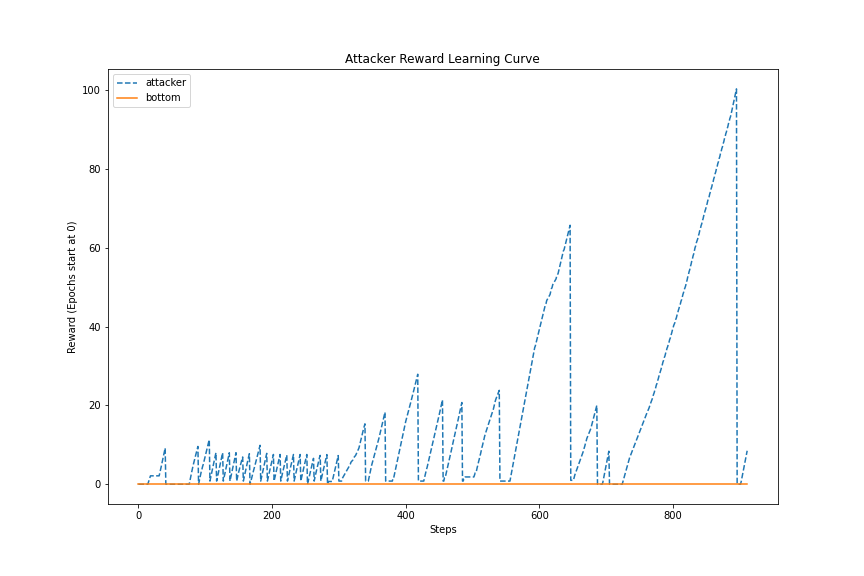 Attacker Reward Learning Curve
attacker
bottom
100
80
60
40
20
0
Reward (Epochs start at 0)
0 200 400 600 800
Steps